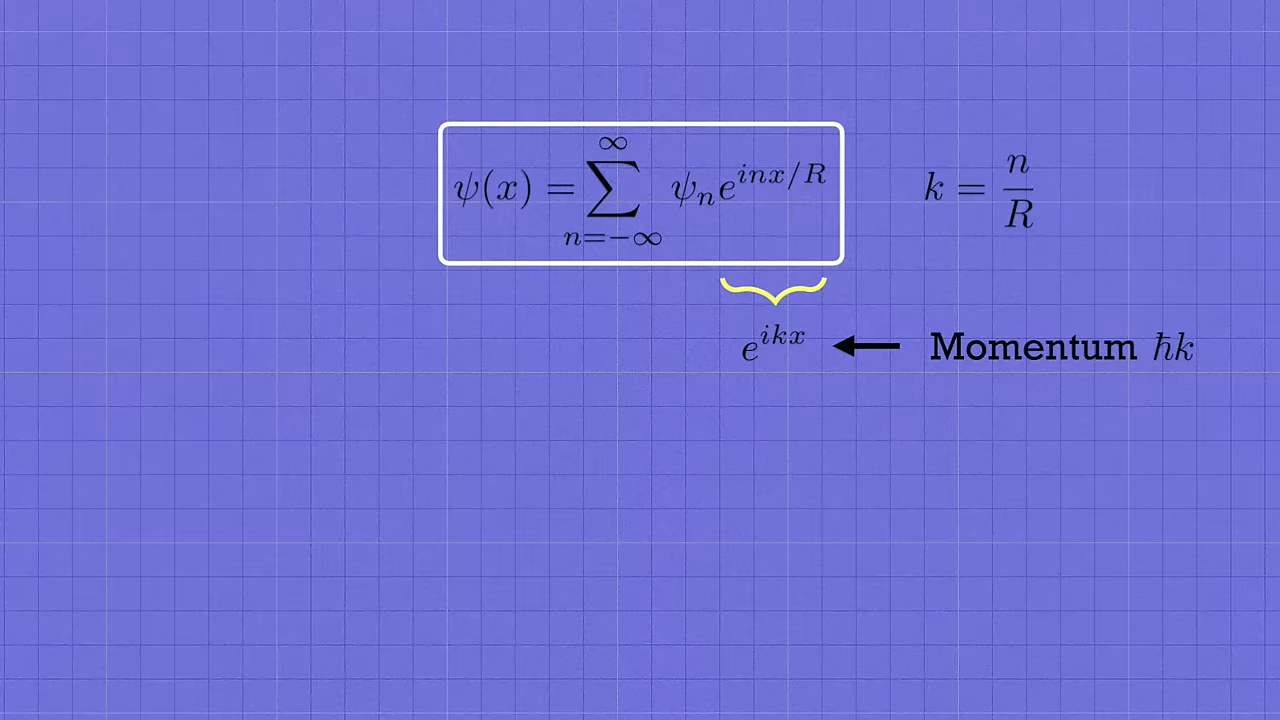 ψ(x) = ∑_{n=-∞}^{∞} ψ_n e^{inx/R}
k = n/R
e^{ikx} ← Momentum ħk